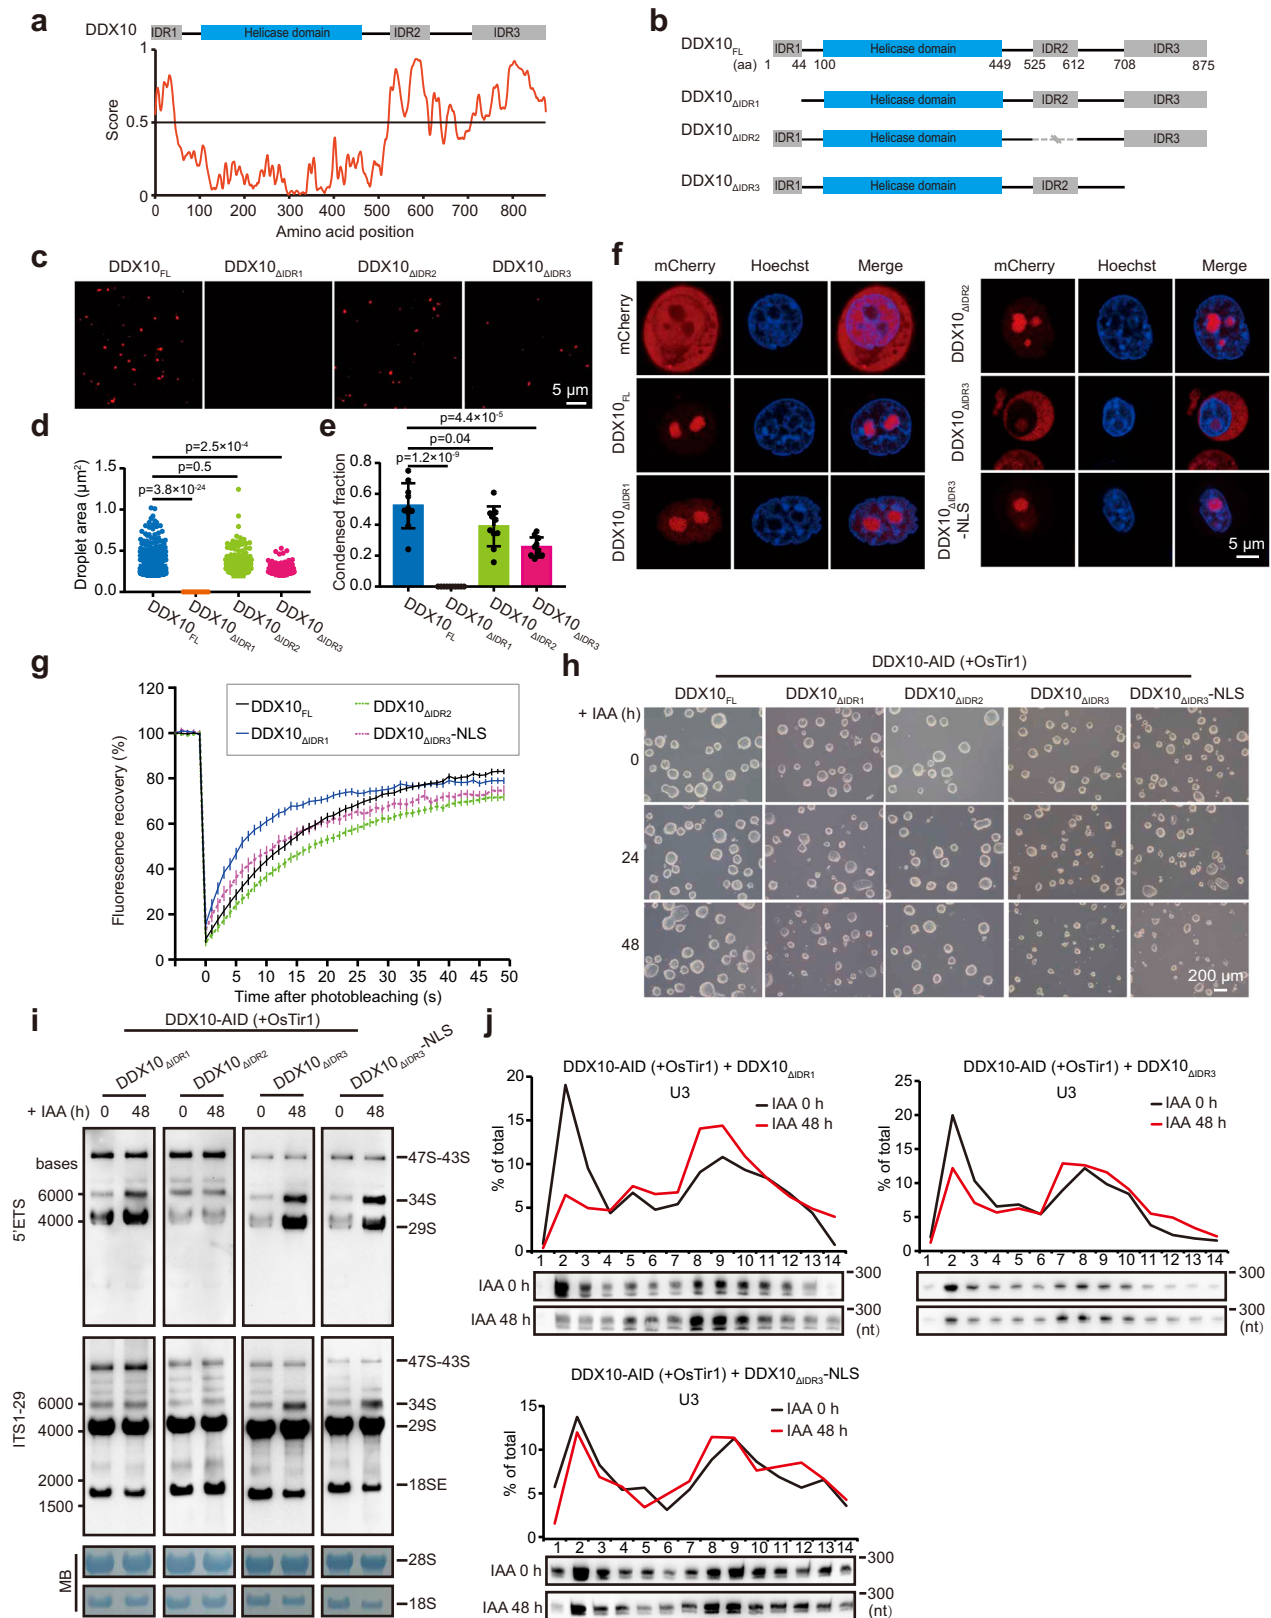 a
DDX10 IDR1 Helicase domain IDR2 IDR3
1
0.5
0
Score
0 100 200 300 400 500 600 700 800
Amino acid position
b
DDX10FL IDR1 Helicase domain IDR2 IDR3
(aa) 1 44 100 449 525 612 708 875
DDX10ΔIDR1 Helicase domain IDR2 IDR3
DDX10ΔIDR2 IDR1 Helicase domain IDR3
DDX10ΔIDR3 IDR1 Helicase domain IDR2
c
DDX10FL DDX10ΔIDR1 DDX10ΔIDR2 DDX10ΔIDR3
5 µm
d
p=2.5×10-4
p=0.5
p=3.8×10-24
1.5
1.0
0.5
0.0
Droplet area (µm2)
DDX10FL DDX10ΔIDR1 DDX10ΔIDR2 DDX10ΔIDR3
e
p=4.4×10-5
p=0.04
p=1.2×10-9
0.8
0.6
0.4
0.2
0.0
Condensed fraction
DDX10FL DDX10ΔIDR1 DDX10ΔIDR2 DDX10ΔIDR3
f
mCherry Hoechst Merge mCherry Hoechst Merge
mCherry
DDX10FL
DDX10ΔIDR1
DDX10ΔIDR2
DDX10ΔIDR3
DDX10ΔIDR3
-NLS
5 µm
g
120
100
80
60
40
20
0
Fluorescence recovery (%)
DDX10FL DDX10ΔIDR2
DDX10ΔIDR1 DDX10ΔIDR3-NLS
0 5 10 15 20 25 30 35 40 45 50
Time after photobleaching (s)
h
DDX10-AID (+OsTir1)
DDX10FL DDX10ΔIDR1 DDX10ΔIDR2 DDX10ΔIDR3 DDX10ΔIDR3-NLS
+ IAA (h)
0
24
48
200 µm
i
DDX10-AID (+OsTir1)
DDX10ΔIDR1 DDX10ΔIDR2 DDX10ΔIDR3 DDX10ΔIDR3-NLS
+ IAA (h) 0 48 0 48 0 48 0 48
bases
6000
4000
5'ETS
47S-43S
34S
29S
6000
4000
2000
1500
ITS1-29
47S-43S
34S
29S
18SE
MB
28S
18S
j
DDX10-AID (+OsTir1) + DDX10ΔIDR1
U3
20
15
10
5
0
% of total
IAA 0 h
IAA 48 h
1 2 3 4 5 6 7 8 9 10 11 12 13 14
IAA 0 h 300
IAA 48 h 300
(nt)
DDX10-AID (+OsTir1) + DDX10ΔIDR3
U3
25
20
15
10
5
0
% of total
IAA 0 h
IAA 48 h
1 2 3 4 5 6 7 8 9 10 11 12 13 14
300
300
(nt)
DDX10-AID (+OsTir1) + DDX10ΔIDR3-NLS
U3
15
10
5
0
% of total
IAA 0 h
IAA 48 h
1 2 3 4 5 6 7 8 9 10 11 12 13 14
IAA 0 h 300
IAA 48 h 300
(nt)